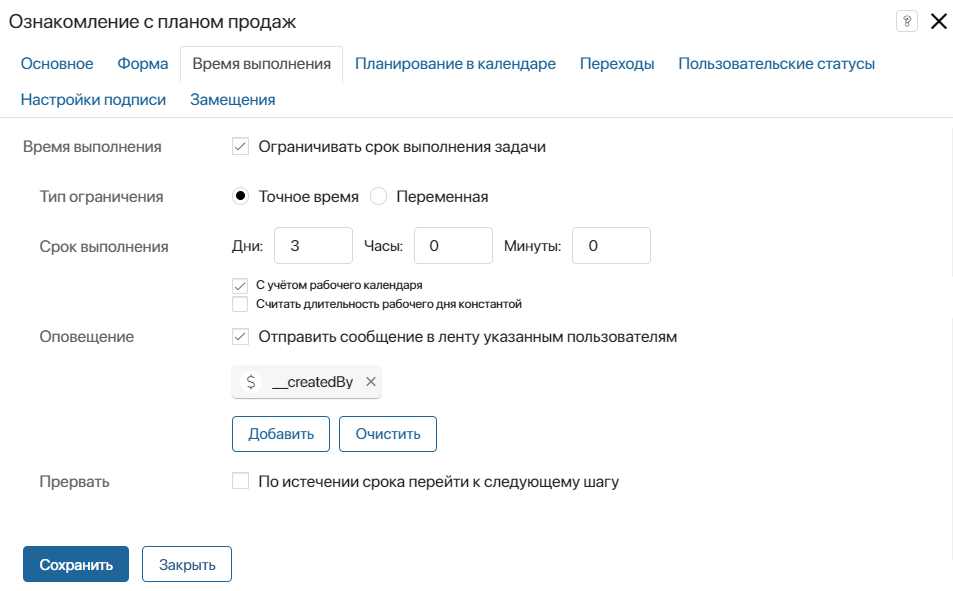 Ознакомление с планом продаж ?
Основное Форма Время выполнения Планирование в календаре Переходы Пользовательские статусы
Настройки подписи Замещения
Время выполнения Ограничивать срок выполнения задачи
Тип ограничения Точное время Переменная
Срок выполнения Дни: 3 Часы: 0 Минуты: 0
С учётом рабочего календаря
Считать длительность рабочего дня константой
Оповещение Отправить сообщение в ленту указанным пользователям
$ __createdBy
Добавить Очистить
Прервать По истечении срока перейти к следующему шагу
Сохранить Закрыть